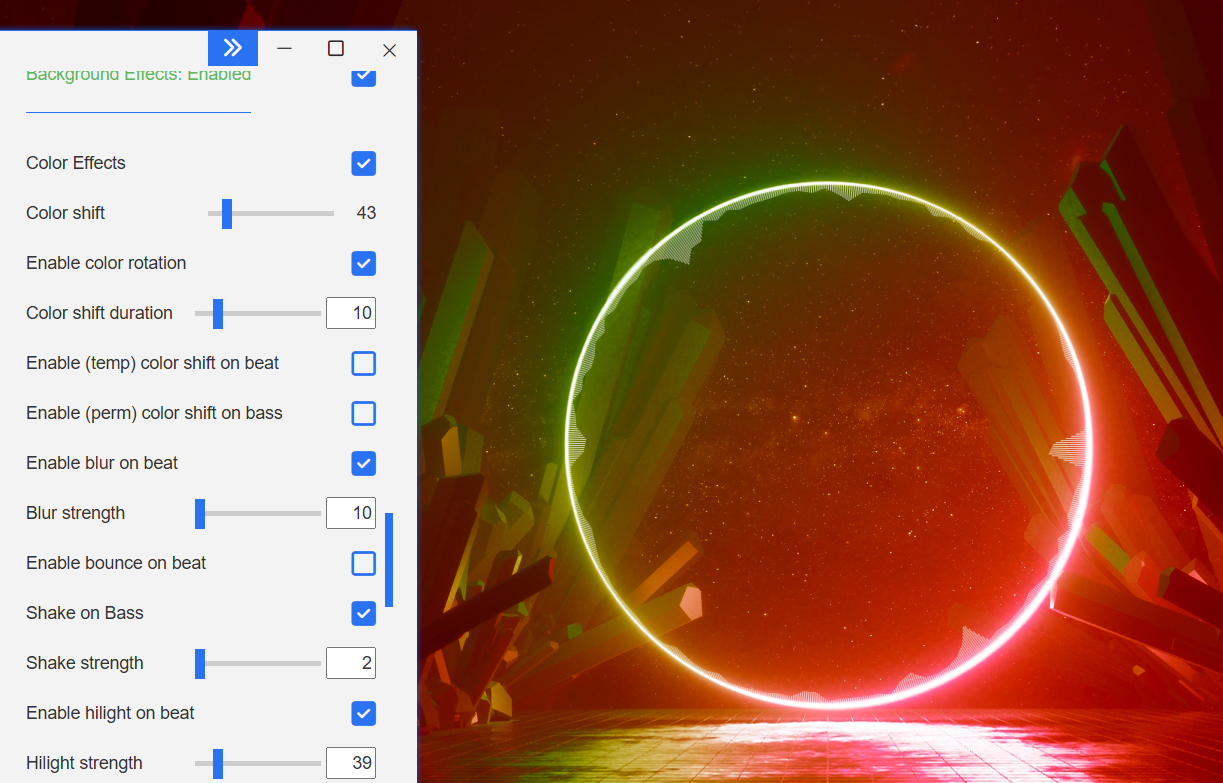 Background Effects: Enabled
Color Effects
Color shift 43
Enable color rotation
Color shift duration 10
Enable (temp) color shift on beat
Enable (perm) color shift on bass
Enable blur on beat
Blur strength 10
Enable bounce on beat
Shake on Bass
Shake strength 2
Enable hilight on beat
Hilight strength 39